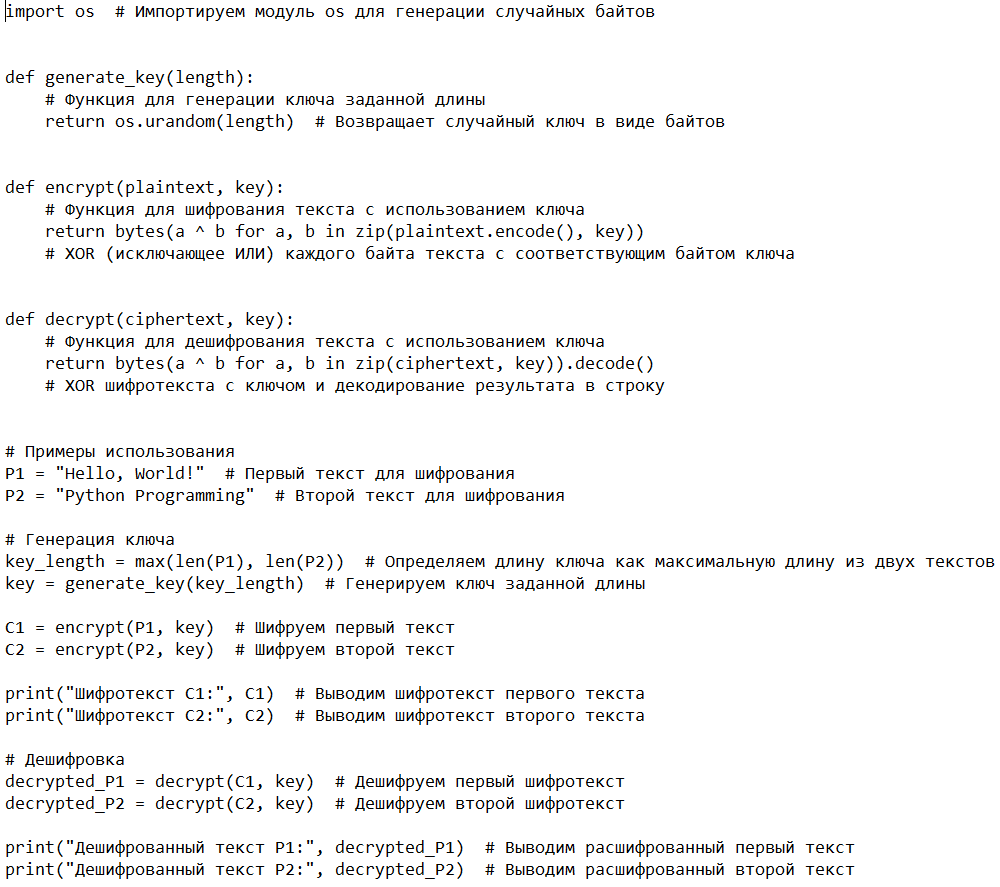 import os  # Импортируем модуль os для генерации случайных байтов
def generate_key(length):
    # Функция для генерации ключа заданной длины
    return os.urandom(length)  # Возвращает случайный ключ в виде байтов
def encrypt(plaintext, key):
    # Функция для шифрования текста с использованием ключа
    return bytes(a ^ b for a, b in zip(plaintext.encode(), key))
    # XOR (исключающее ИЛИ) каждого байта текста с соответствующим байтом ключа
def decrypt(ciphertext, key):
    # Функция для дешифрования текста с использованием ключа
    return bytes(a ^ b for a, b in zip(ciphertext, key)).decode()
    # XOR шифротекста с ключом и декодирование результата в строку
# Примеры использования
P1 = "Hello, World!"  # Первый текст для шифрования
P2 = "Python Programming"  # Второй текст для шифрования
# Генерация ключа
key_length = max(len(P1), len(P2))  # Определяем длину ключа как максимальную длину из двух текстов
key = generate_key(key_length)  # Генерируем ключ заданной длины
C1 = encrypt(P1, key)  # Шифруем первый текст
C2 = encrypt(P2, key)  # Шифруем второй текст
print("Шифротекст C1:", C1)  # Выводим шифротекст первого текста
print("Шифротекст C2:", C2)  # Выводим шифротекст второго текста
# Дешифровка
decrypted_P1 = decrypt(C1, key)  # Дешифруем первый шифротекст
decrypted_P2 = decrypt(C2, key)  # Дешифруем второй шифротекст
print("Дешифрованный текст P1:", decrypted_P1)  # Выводим расшифрованный первый текст
print("Дешифрованный текст P2:", decrypted_P2)  # Выводим расшифрованный второй текст